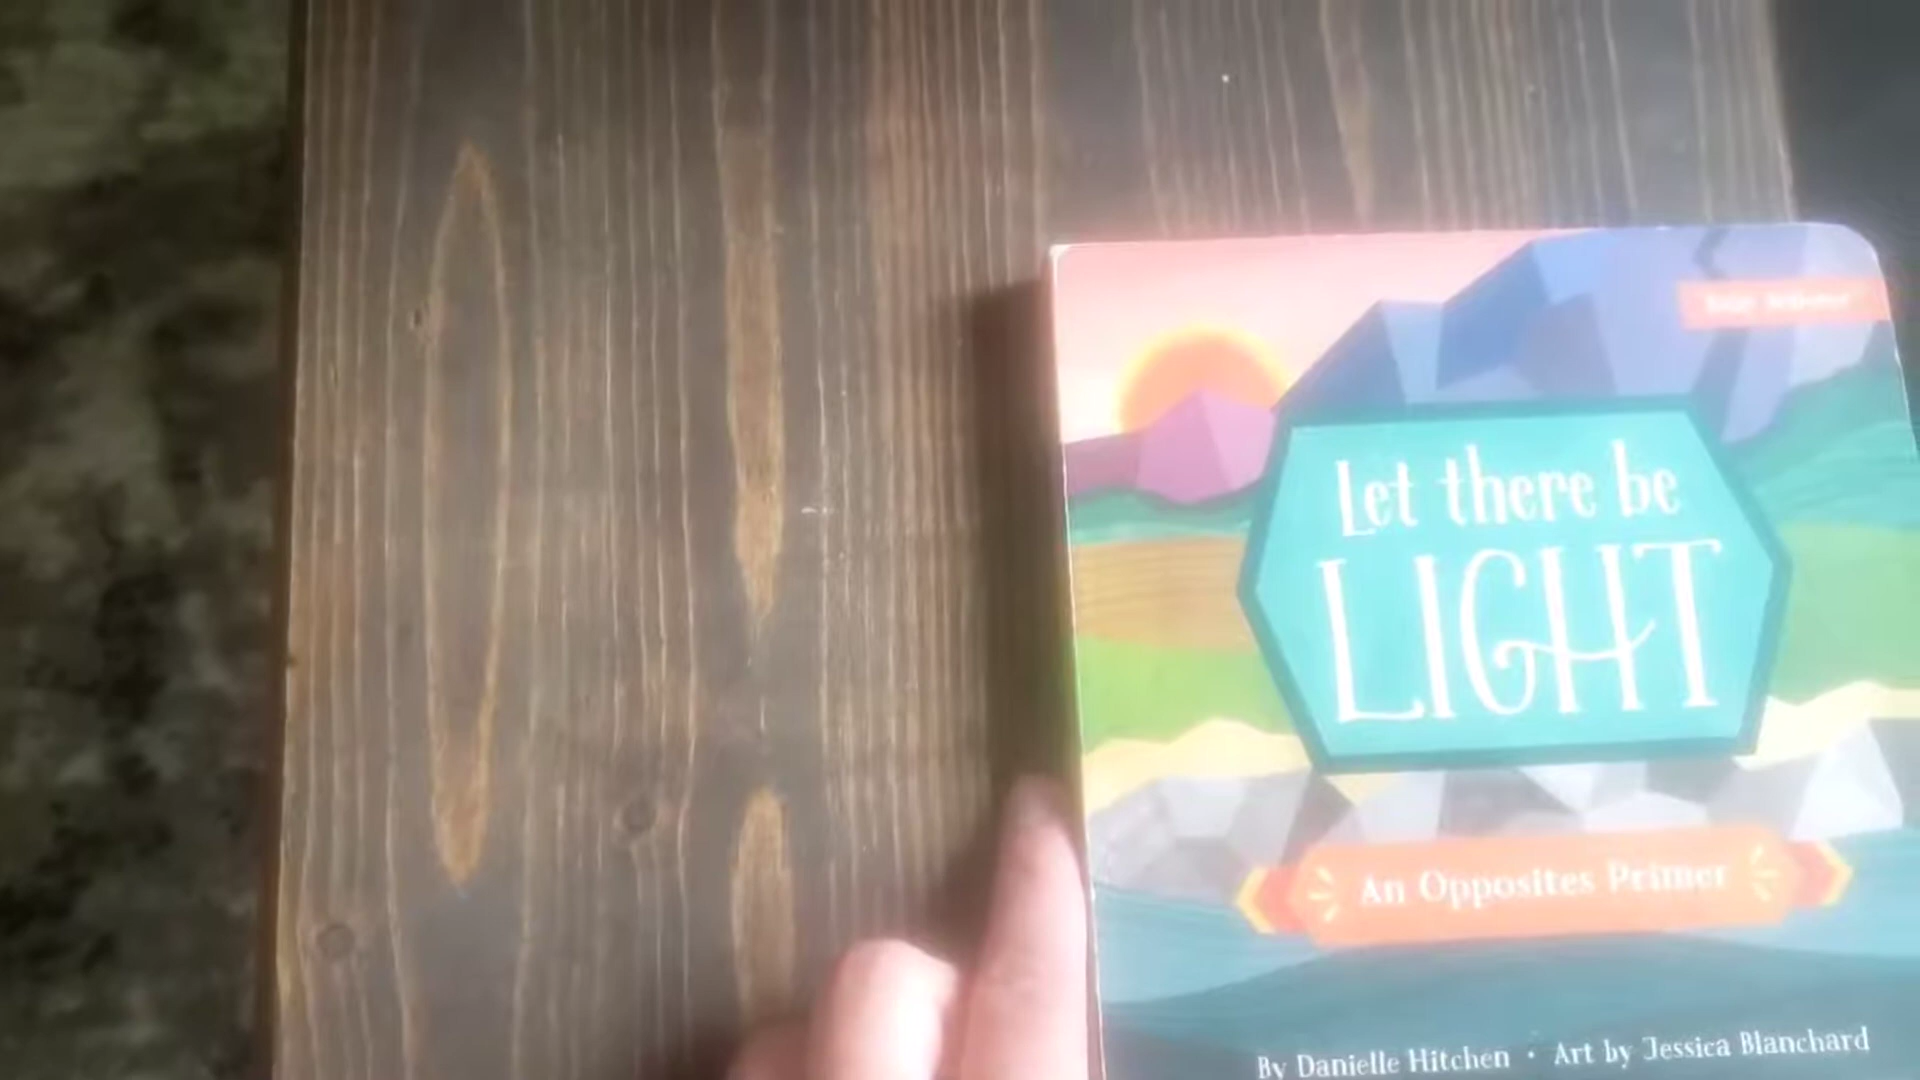 Let there be
LIGHT
An Opposites Primer
By Danielle Hitchen • Art by Jessica Blanchard